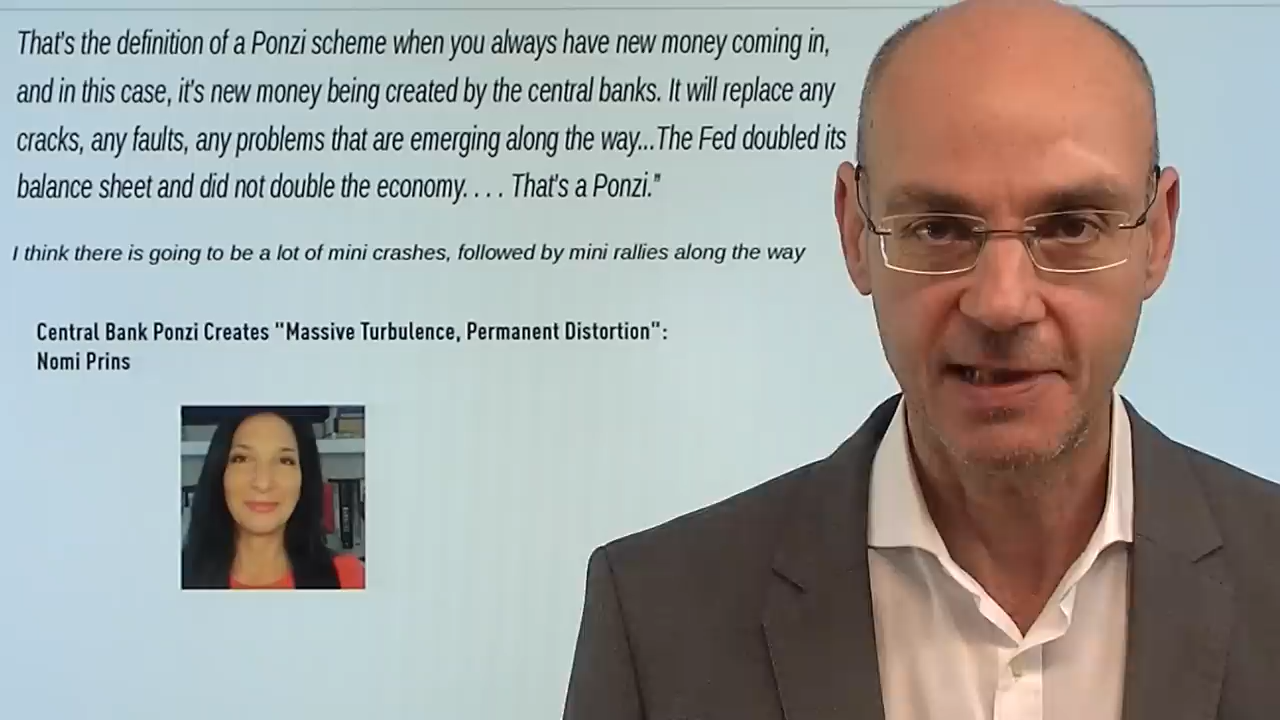 That's the definition of a Ponzi scheme when you always have new money coming in,
and in this case, it's new money being created by the central banks. It will replace any
cracks, any faults, any problems that are emerging along the way...The Fed doubled its
balance sheet and did not double the economy. . . . That's a Ponzi."
I think there is going to be a lot of mini crashes, followed by mini rallies along the way
Central Bank Ponzi Creates "Massive Turbulence, Permanent Distortion":
Nomi Prins